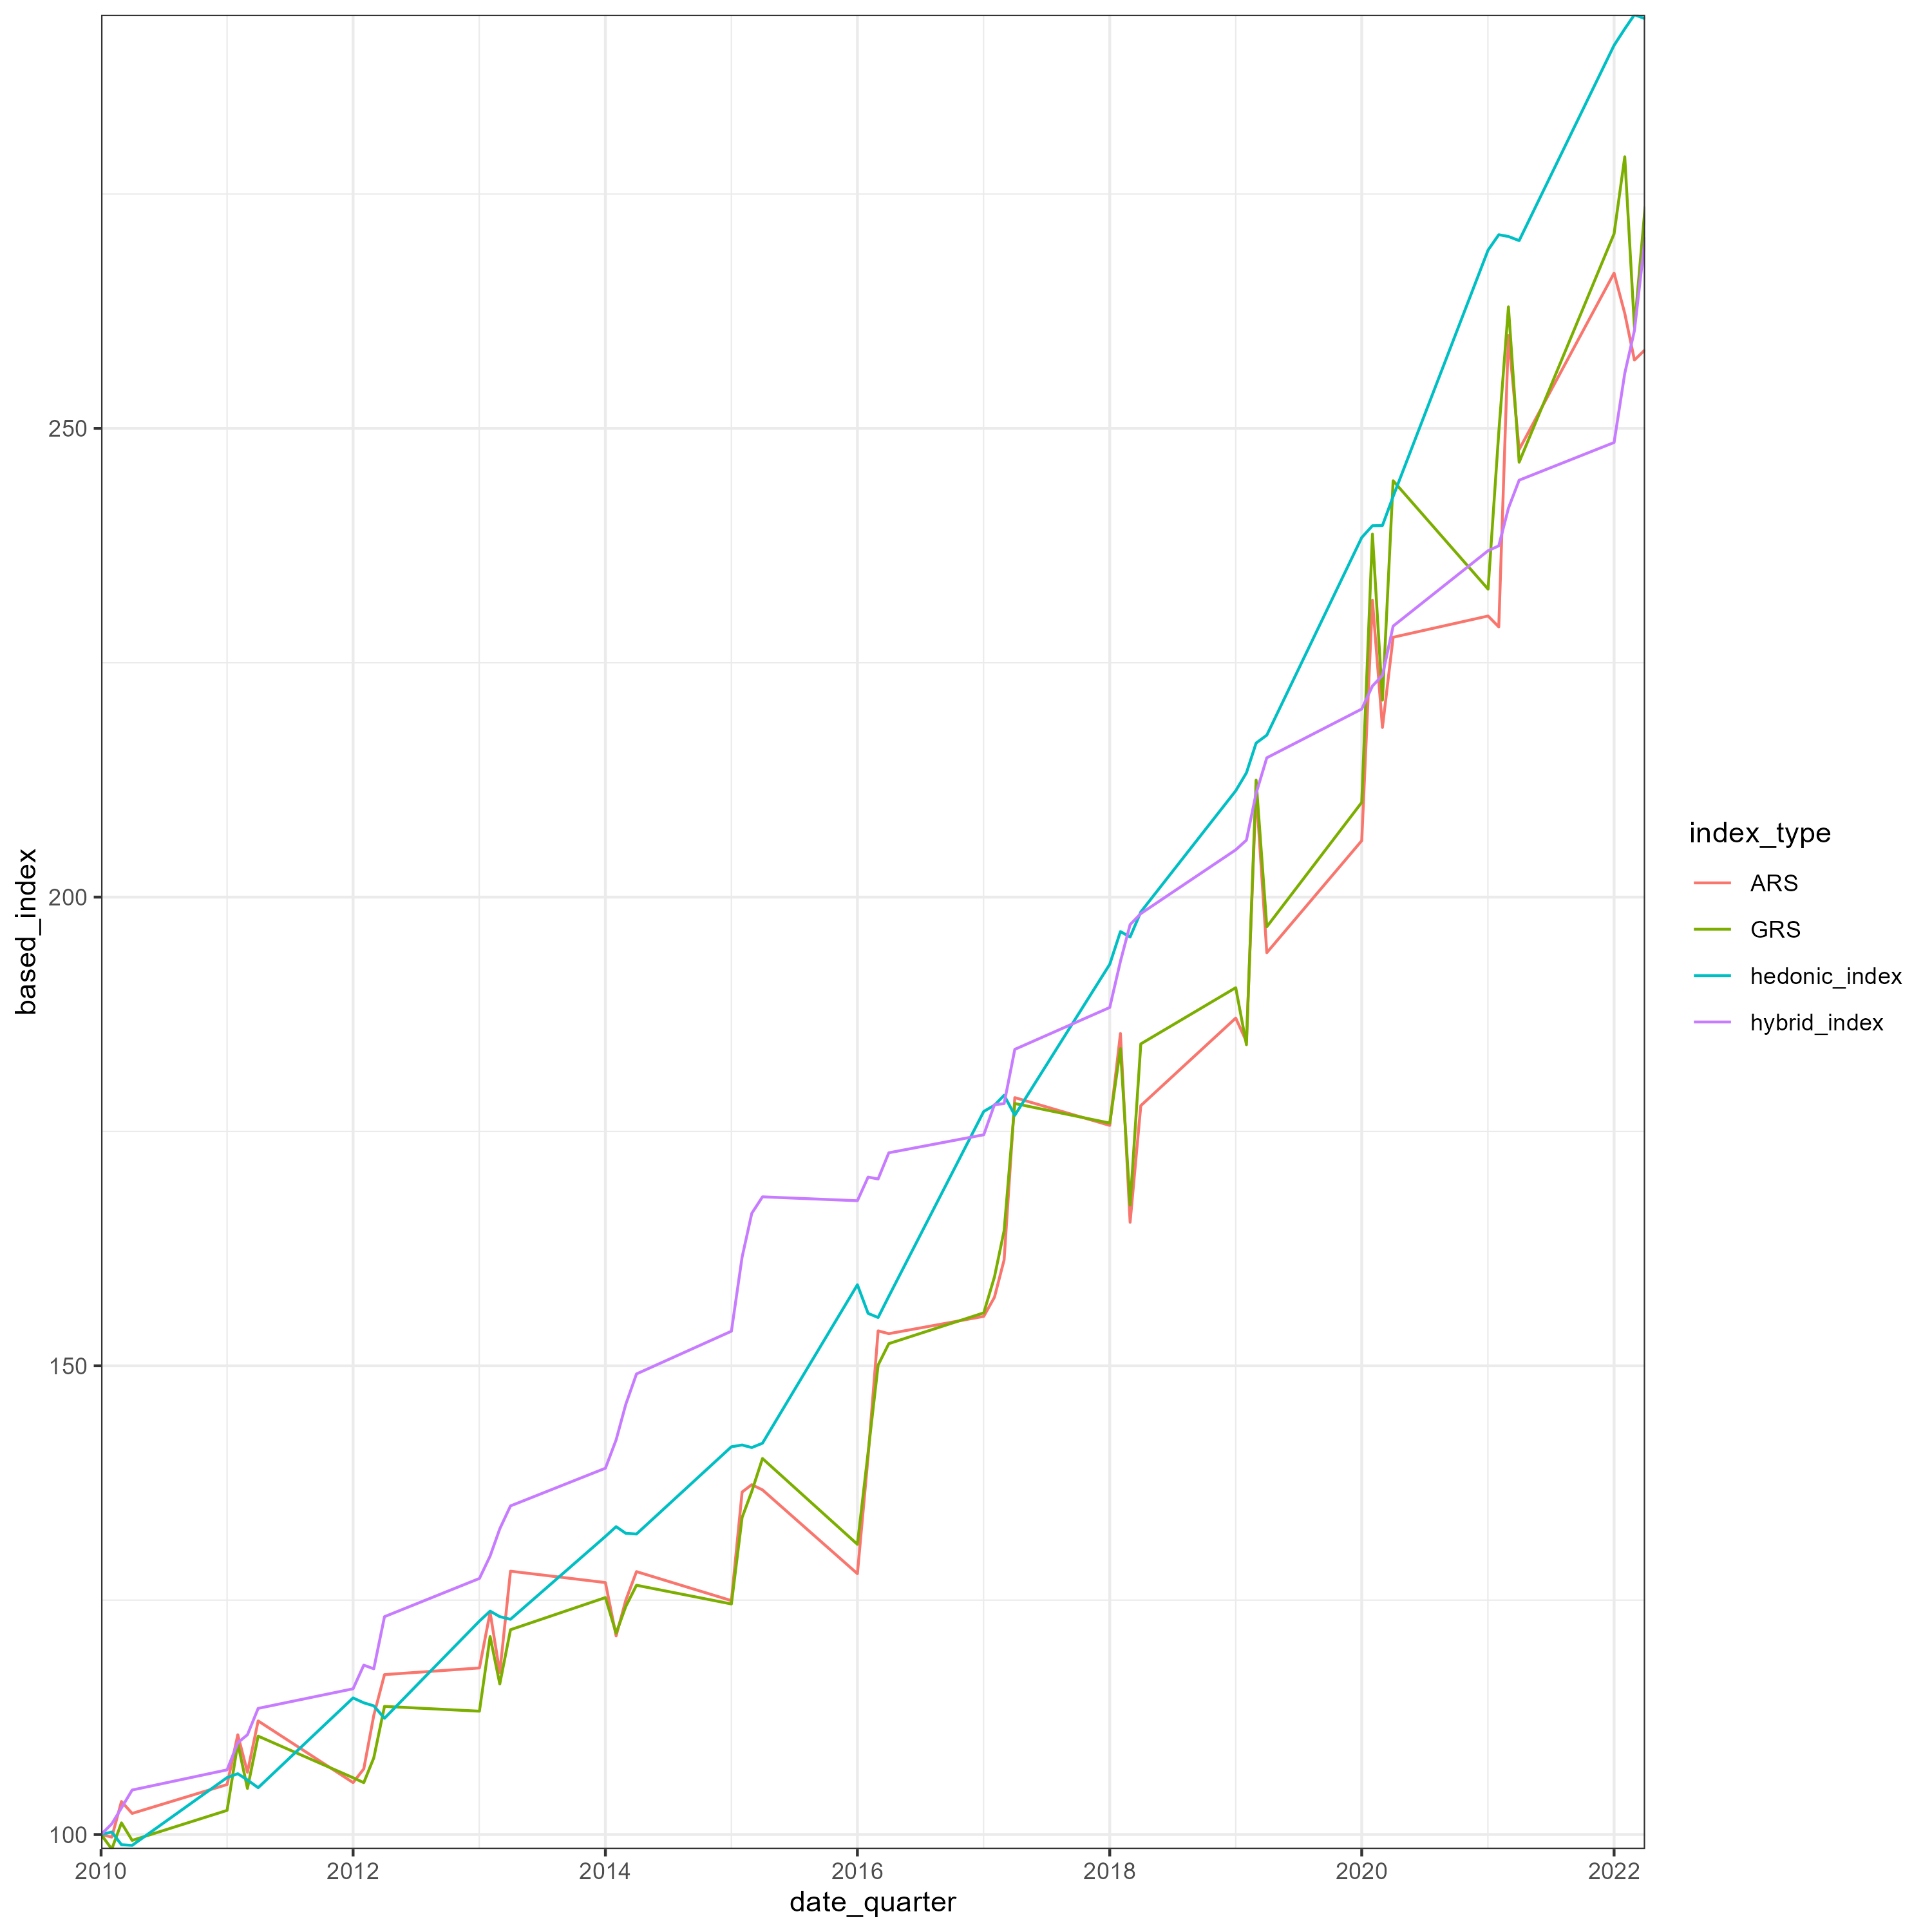 based_index
250
200
150
100
2010 2012 2014 2016 2018 2020 2022
date_quarter
index_type
ARS
GRS
hedonic_index
hybrid_index